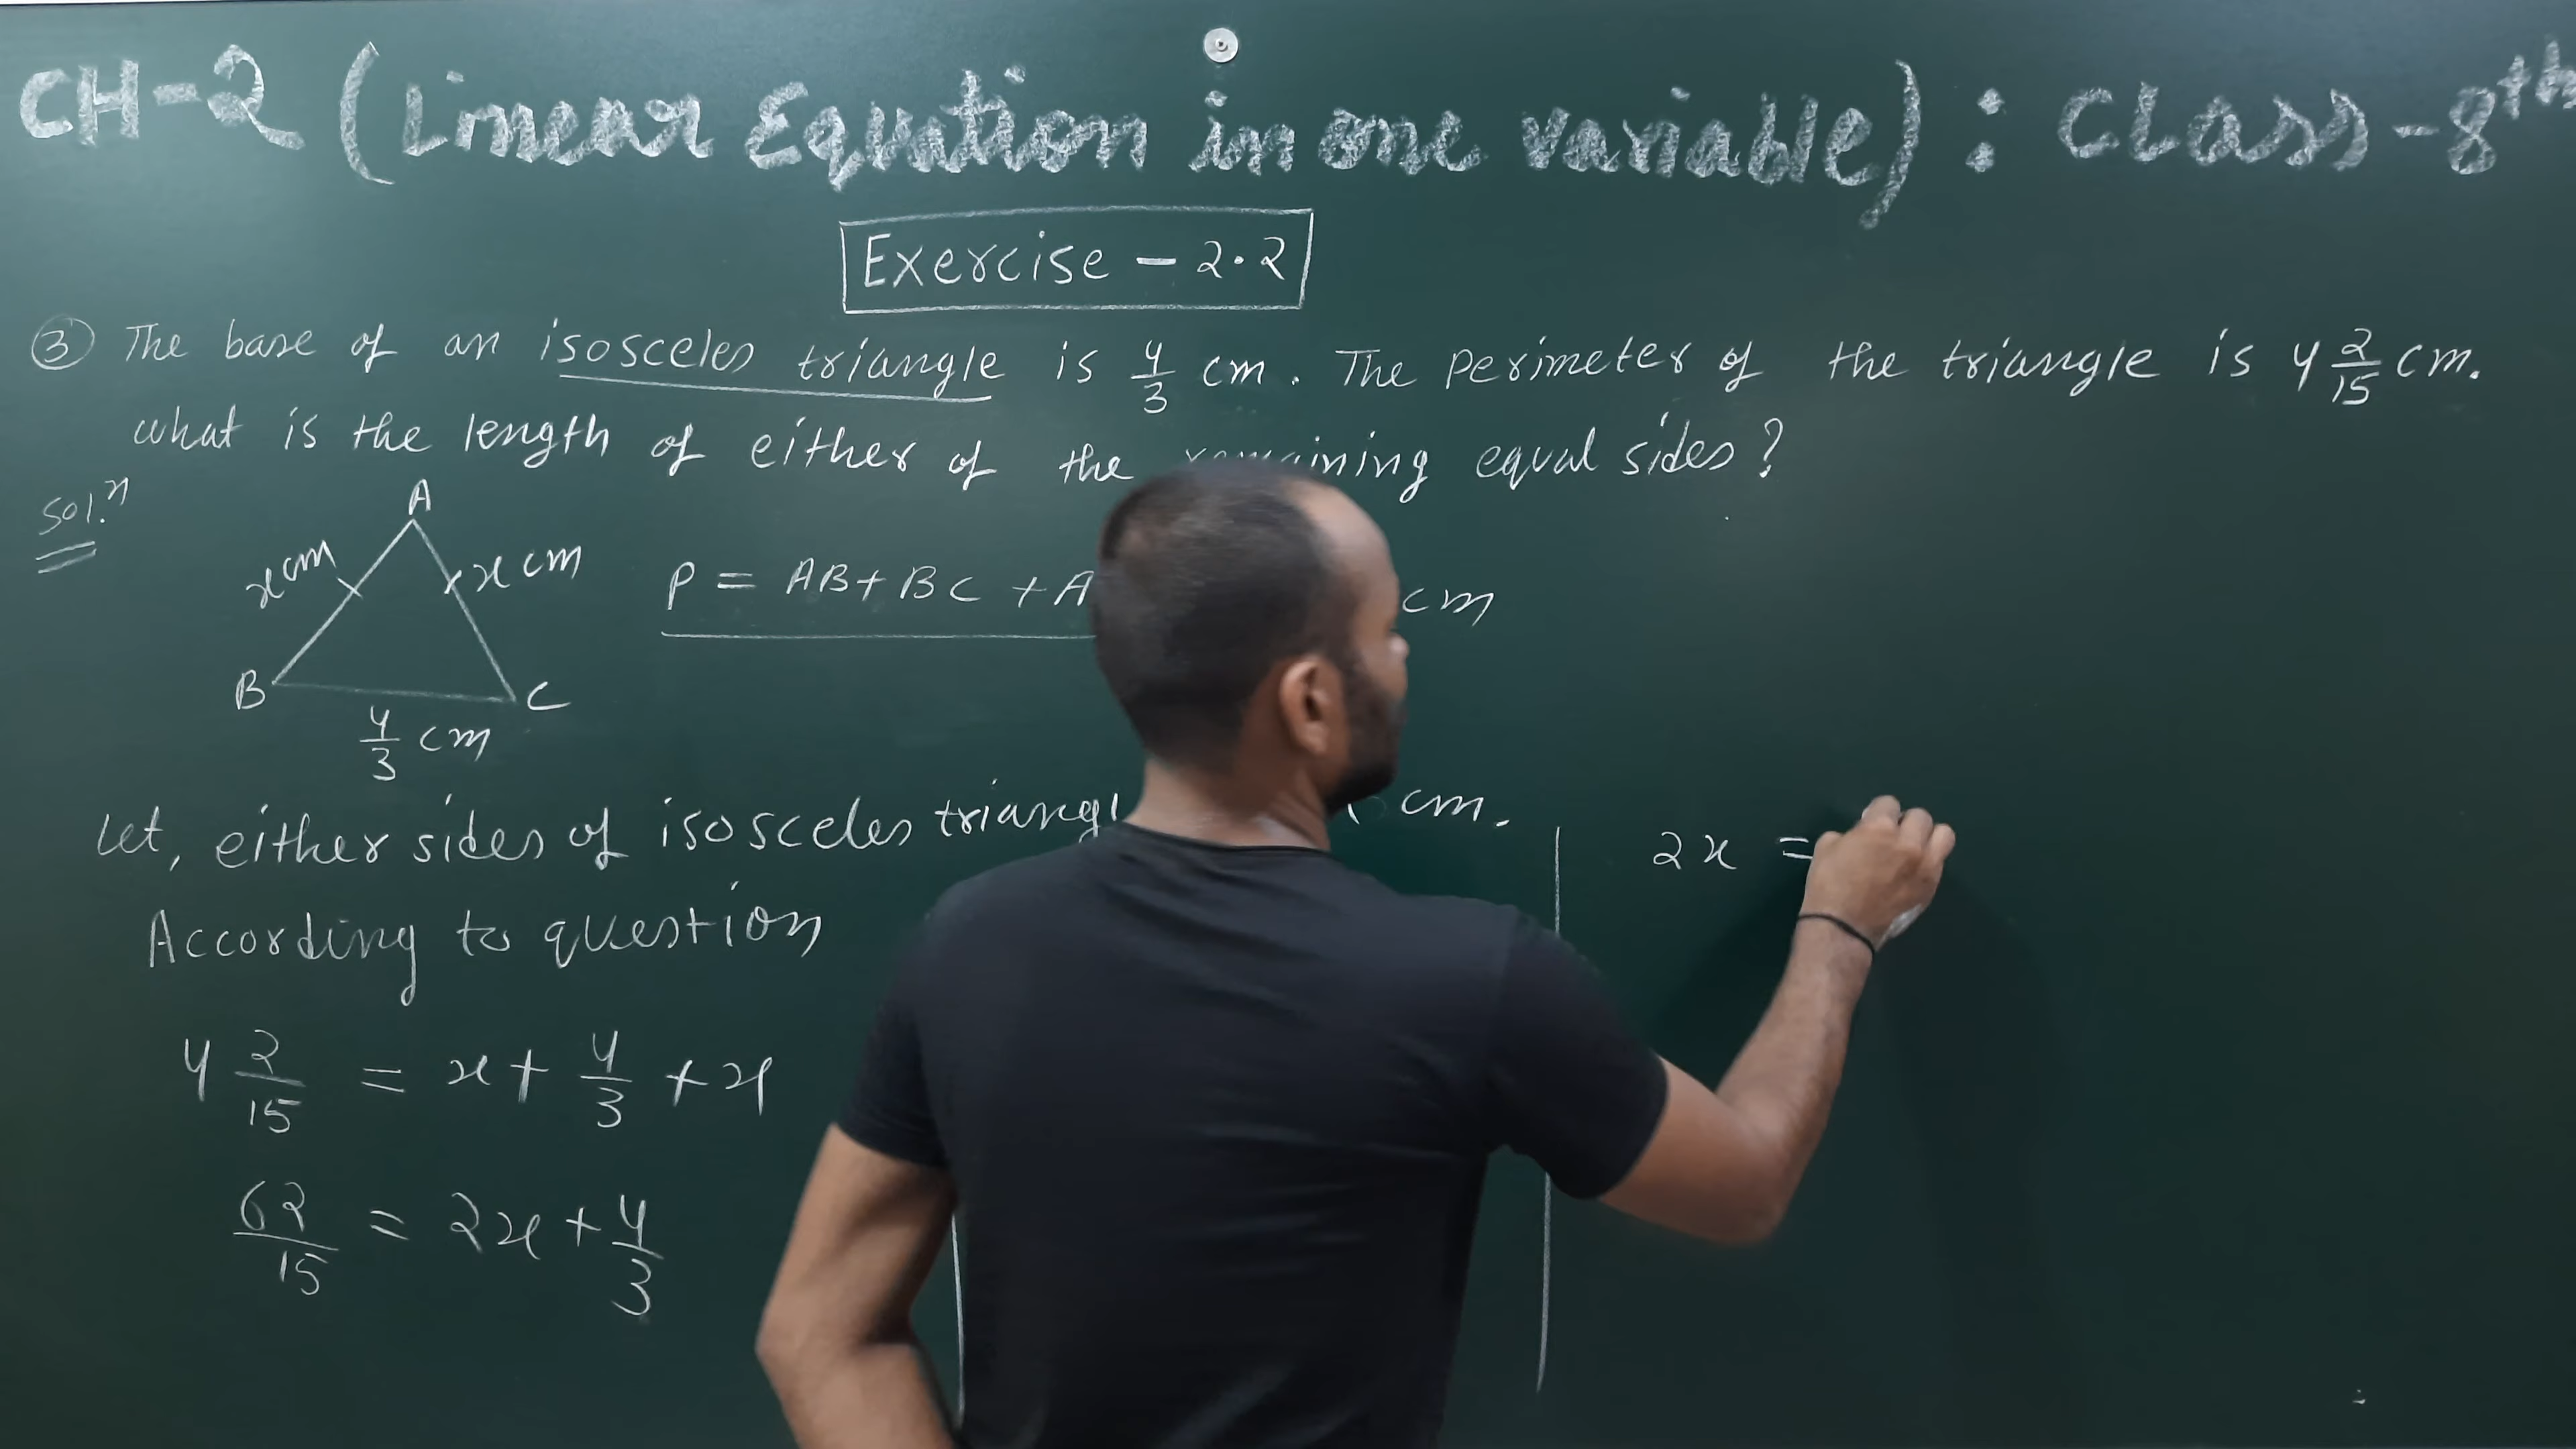 CH-2 (Linear Equation in one variable) : Class-8th
Exercise - 2.2
③ The base of an isosceles triangle is 4/3 cm. The perimeter of the triangle is 4 2/15 cm.
what is the length of either of the equal sides?
Sol.n
A
x cm
x cm
P = AB + BC + A
cm
B
C
4/3 cm
Let, either sides of isosceles cm.
According to question
4 2/15 = x + 4/3 + x
62/15 = 2x + 4/3
2x =